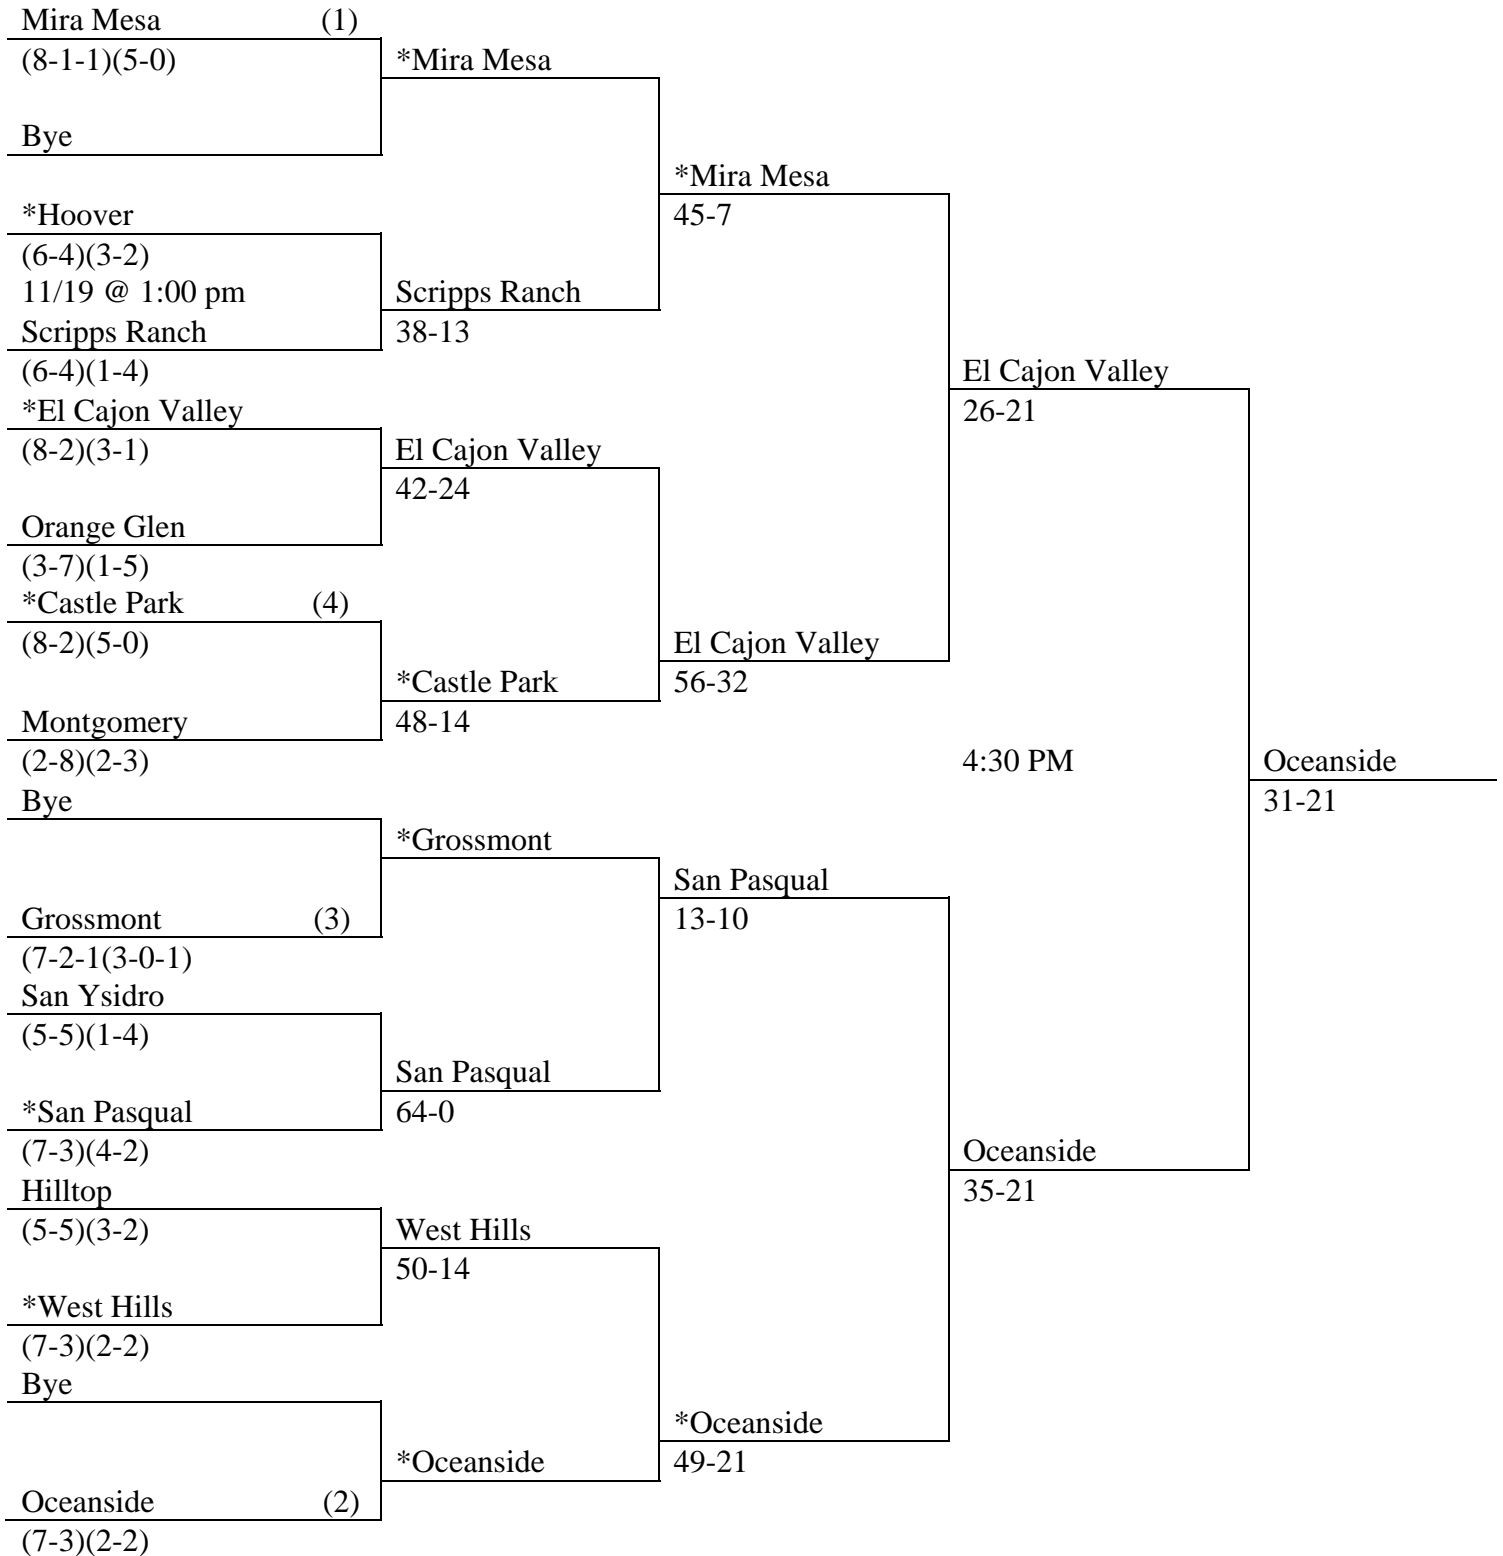 Mira Mesa (1)
(8-1-1)(5-0)
*Mira Mesa
Bye
*Mira Mesa
45-7
*Hoover
(6-4)(3-2)
11/19 @ 1:00 pm
Scripps Ranch
Scripps Ranch
38-13
(6-4)(1-4)
El Cajon Valley
26-21
*El Cajon Valley
(8-2)(3-1)
El Cajon Valley
42-24
Orange Glen
(3-7)(1-5)
*Castle Park (4)
(8-2)(5-0)
El Cajon Valley
56-32
*Castle Park
48-14
Montgomery
(2-8)(2-3)
4:30 PM
Oceanside
31-21
Bye
*Grossmont
San Pasqual
13-10
Grossmont (3)
(7-2-1(3-0-1)
San Ysidro
(5-5)(1-4)
San Pasqual
64-0
*San Pasqual
(7-3)(4-2)
Oceanside
35-21
Hilltop
(5-5)(3-2)
West Hills
50-14
*West Hills
(7-3)(2-2)
Bye
*Oceanside
49-21
*Oceanside
Oceanside (2)
(7-3)(2-2)